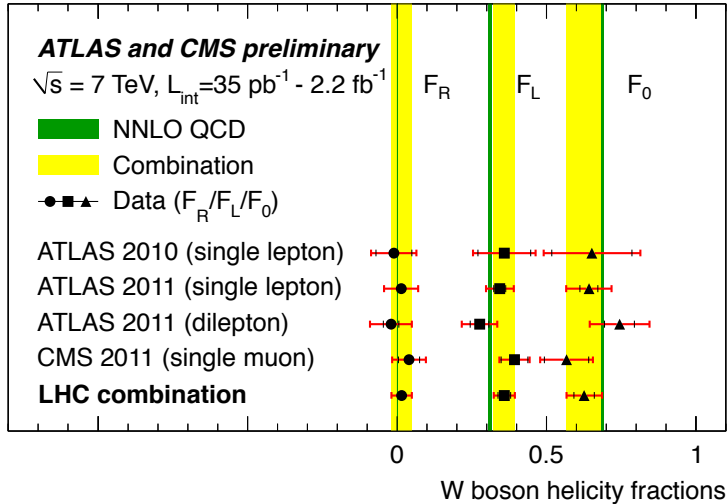 ATLAS and CMS preliminary
√s = 7 TeV, L_int=35 pb⁻¹ - 2.2 fb⁻¹
F_R F_L F_0
NNLO QCD
Combination
Data (F_R/F_L/F_0)
ATLAS 2010 (single lepton)
ATLAS 2011 (single lepton)
ATLAS 2011 (dilepton)
CMS 2011 (single muon)
LHC combination
0 0.5 1
W boson helicity fractions